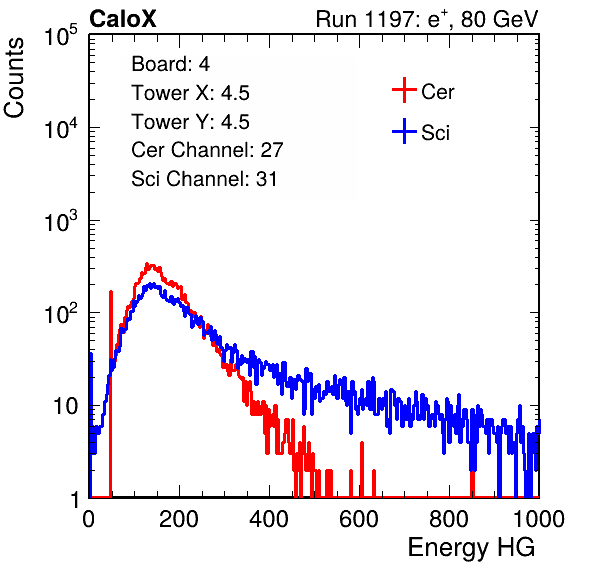 CaloX Run 1197: e⁺, 80 GeV
Counts
10⁵
10⁴
10³
10²
10
1
Board: 4
Tower X: 4.5
Tower Y: 4.5
Cer Channel: 27
Sci Channel: 31
Cer
Sci
0 200 400 600 800 1000
Energy HG